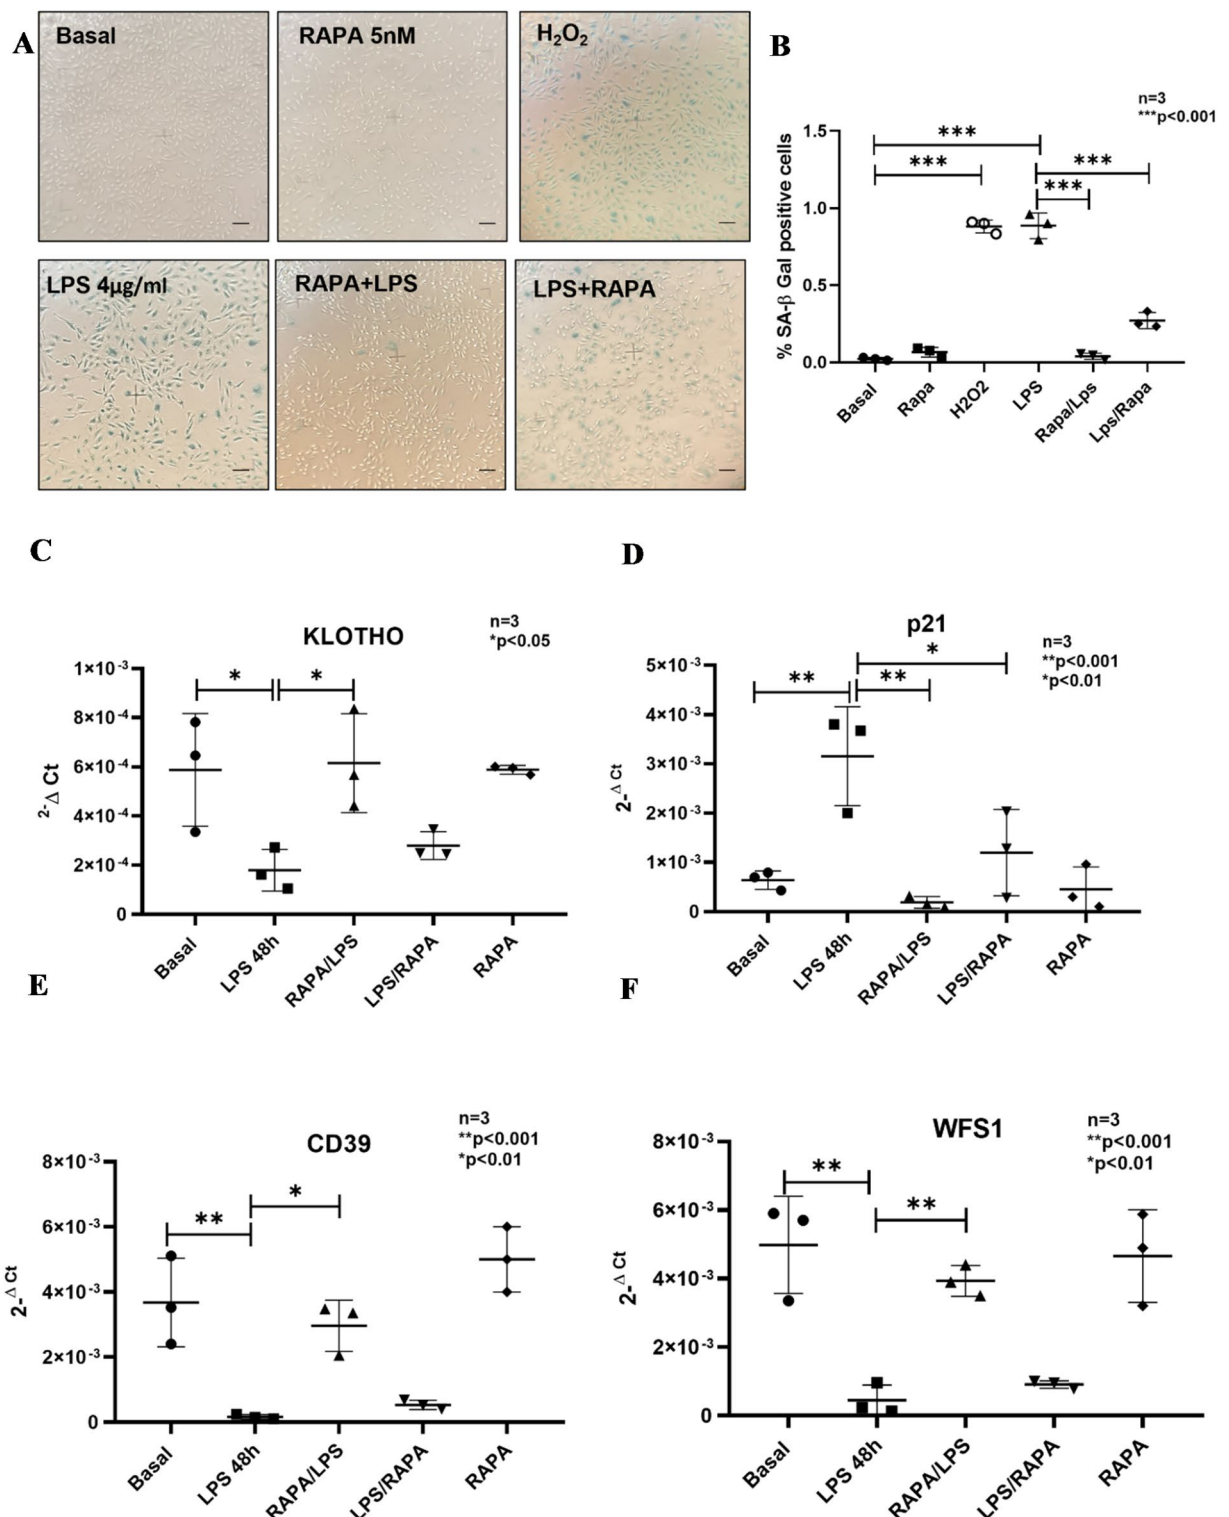 A
Basal
RAPA 5nM
H₂O₂
LPS 4µg/ml
RAPA+LPS
LPS+RAPA
B
n=3
***p<0.001
% SA-β Gal positive cells
1.5
1.0
0.5
0.0
***
***
***
***
Basal
Rapa
H2O2
LPS
Rapa/Lps
Lps/Rapa
C
KLOTHO
n=3
*p<0.05
2-Δ Ct
1×10⁻³
8×10⁻⁴
6×10⁻⁴
4×10⁻⁴
2×10⁻⁴
0
*
*
Basal
LPS 48h
RAPA/LPS
LPS/RAPA
RAPA
D
p21
n=3
**p<0.001
*p<0.01
2-Δ Ct
5×10⁻³
4×10⁻³
3×10⁻³
2×10⁻³
1×10⁻³
0
**
*
**
Basal
LPS 48h
RAPA/LPS
LPS/RAPA
RAPA
E
CD39
n=3
**p<0.001
*p<0.01
2-Δ Ct
8×10⁻³
6×10⁻³
4×10⁻³
2×10⁻³
0
**
*
Basal
LPS 48h
RAPA/LPS
LPS/RAPA
RAPA
F
WFS1
n=3
**p<0.001
*p<0.01
2-Δ Ct
8×10⁻³
6×10⁻³
4×10⁻³
2×10⁻³
0
**
**
Basal
LPS 48h
RAPA/LPS
LPS/RAPA
RAPA